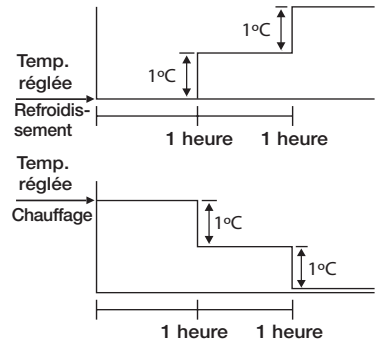 1ºC
1ºC
Temp.
réglée
Refroidis-
sement
1 heure 1 heure
Temp.
réglée
Chauffage
1ºC
1ºC
1 heure 1 heure